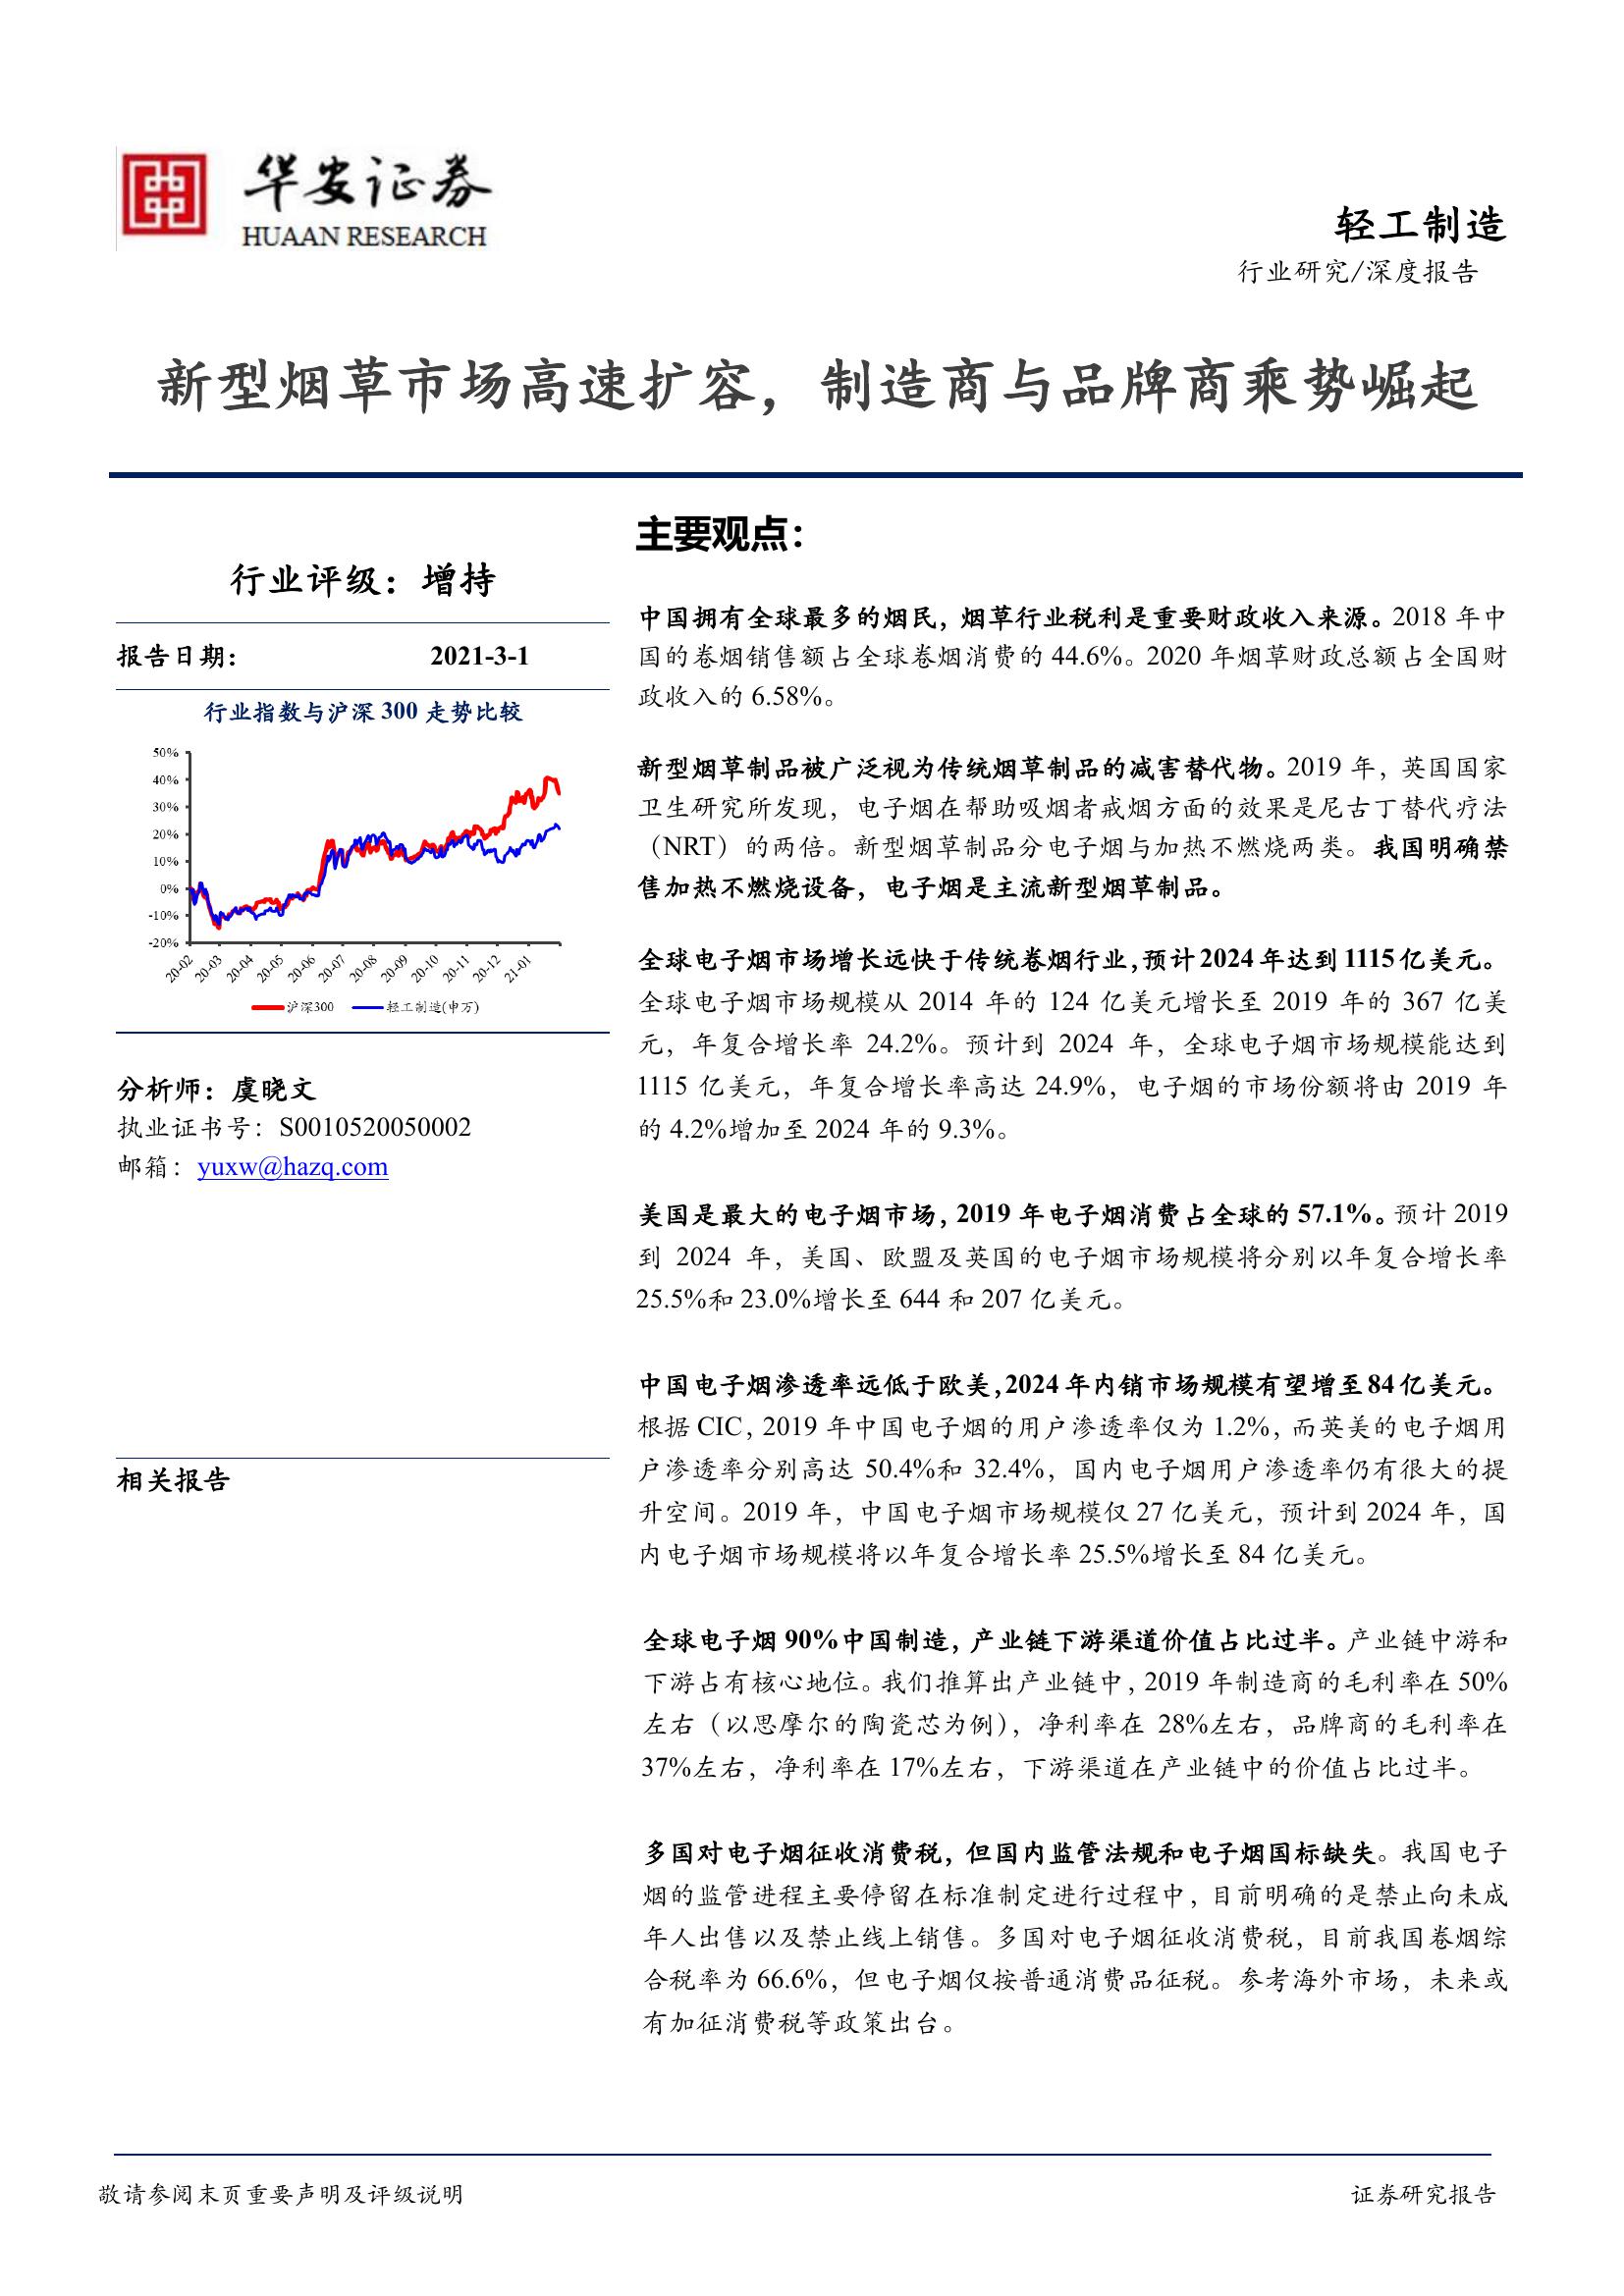 华安证券
HUAAN RESEARCH
轻工制造
行业研究/深度报告
新型烟草市场高速扩容，制造商与品牌商乘势崛起
行业评级：增持
报告日期： 2021-3-1
行业指数与沪深 300 走势比较
50%
40%
30%
20%
10%
0%
-10%
-20%
20-02
20-03
20-04
20-05
20-06
20-07
20-08
20-09
20-10
20-11
20-12
21-01
沪深300 轻工制造(申万)
分析师：虞晓文
执业证书号：S0010520050002
邮箱：yuxw@hazq.com
相关报告
主要观点：
中国拥有全球最多的烟民，烟草行业税利是重要财政收入来源。2018 年中
国的卷烟销售额占全球卷烟消费的 44.6%。2020 年烟草财政总额占全国财
政收入的 6.58%。
新型烟草制品被广泛视为传统烟草制品的减害替代物。2019 年，英国国家
卫生研究所发现，电子烟在帮助吸烟者戒烟方面的效果是尼古丁替代疗法
（NRT）的两倍。新型烟草制品分电子烟与加热不燃烧两类。我国明确禁
售加热不燃烧设备，电子烟是主流新型烟草制品。
全球电子烟市场增长远快于传统卷烟行业,预计 2024 年达到 1115 亿美元。
全球电子烟市场规模从 2014 年的 124 亿美元增长至 2019 年的 367 亿美
元，年复合增长率 24.2%。预计到 2024 年，全球电子烟市场规模能达到
1115 亿美元，年复合增长率高达 24.9%，电子烟的市场份额将由 2019 年
的 4.2%增加至 2024 年的 9.3%。
美国是最大的电子烟市场，2019 年电子烟消费占全球的 57.1%。预计 2019
到 2024 年，美国、欧盟及英国的电子烟市场规模将分别以年复合增长率
25.5%和 23.0%增长至 644 和 207 亿美元。
中国电子烟渗透率远低于欧美,2024 年内销市场规模有望增至 84 亿美元。
根据 CIC，2019 年中国电子烟的用户渗透率仅为 1.2%，而英美的电子烟用
户渗透率分别高达 50.4%和 32.4%，国内电子烟用户渗透率仍有很大的提
升空间。2019 年，中国电子烟市场规模仅 27 亿美元，预计到 2024 年，国
内电子烟市场规模将以年复合增长率 25.5%增长至 84 亿美元。
全球电子烟 90%中国制造，产业链下游渠道价值占比过半。产业链中游和
下游占有核心地位。我们推算出产业链中，2019 年制造商的毛利率在 50%
左右（以思摩尔的陶瓷芯为例），净利率在 28%左右，品牌商的毛利率在
37%左右，净利率在 17%左右，下游渠道在产业链中的价值占比过半。
多国对电子烟征收消费税，但国内监管法规和电子烟国标缺失。我国电子
烟的监管进程主要停留在标准制定进行过程中，目前明确的是禁止向未成
年人出售以及禁止线上销售。多国对电子烟征收消费税，目前我国卷烟综
合税率为 66.6%，但电子烟仅按普通消费品征税。参考海外市场，未来或
有加征消费税等政策出台。
敬请参阅末页重要声明及评级说明
证券研究报告